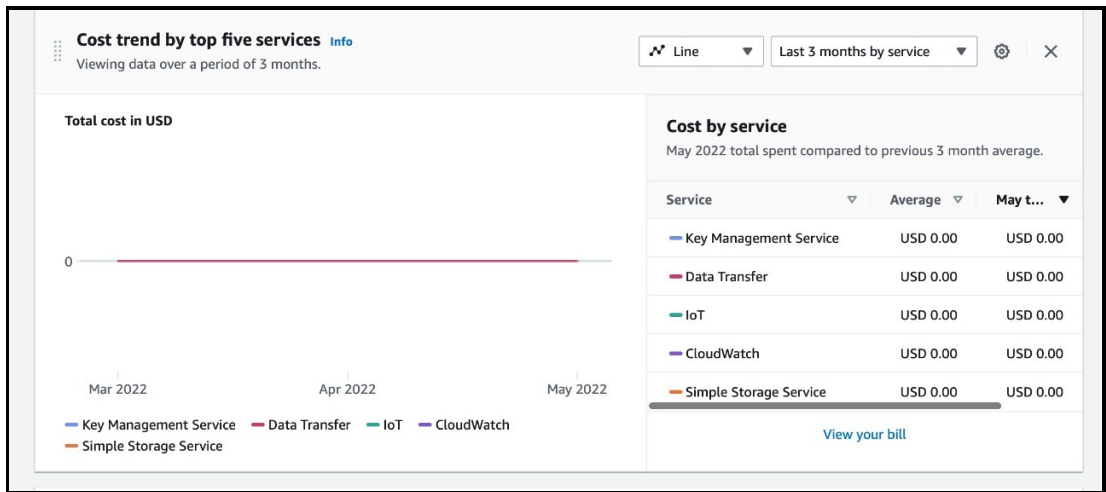 Cost trend by top five services Info
Viewing data over a period of 3 months.
Line
Last 3 months by service
Total cost in USD
0
Mar 2022 Apr 2022 May 2022
Key Management Service Data Transfer IoT CloudWatch
Simple Storage Service
Cost by service
May 2022 total spent compared to previous 3 month average.
Service Average May t...
Key Management Service USD 0.00 USD 0.00
Data Transfer USD 0.00 USD 0.00
IoT USD 0.00 USD 0.00
CloudWatch USD 0.00 USD 0.00
Simple Storage Service USD 0.00 USD 0.00
View your bill